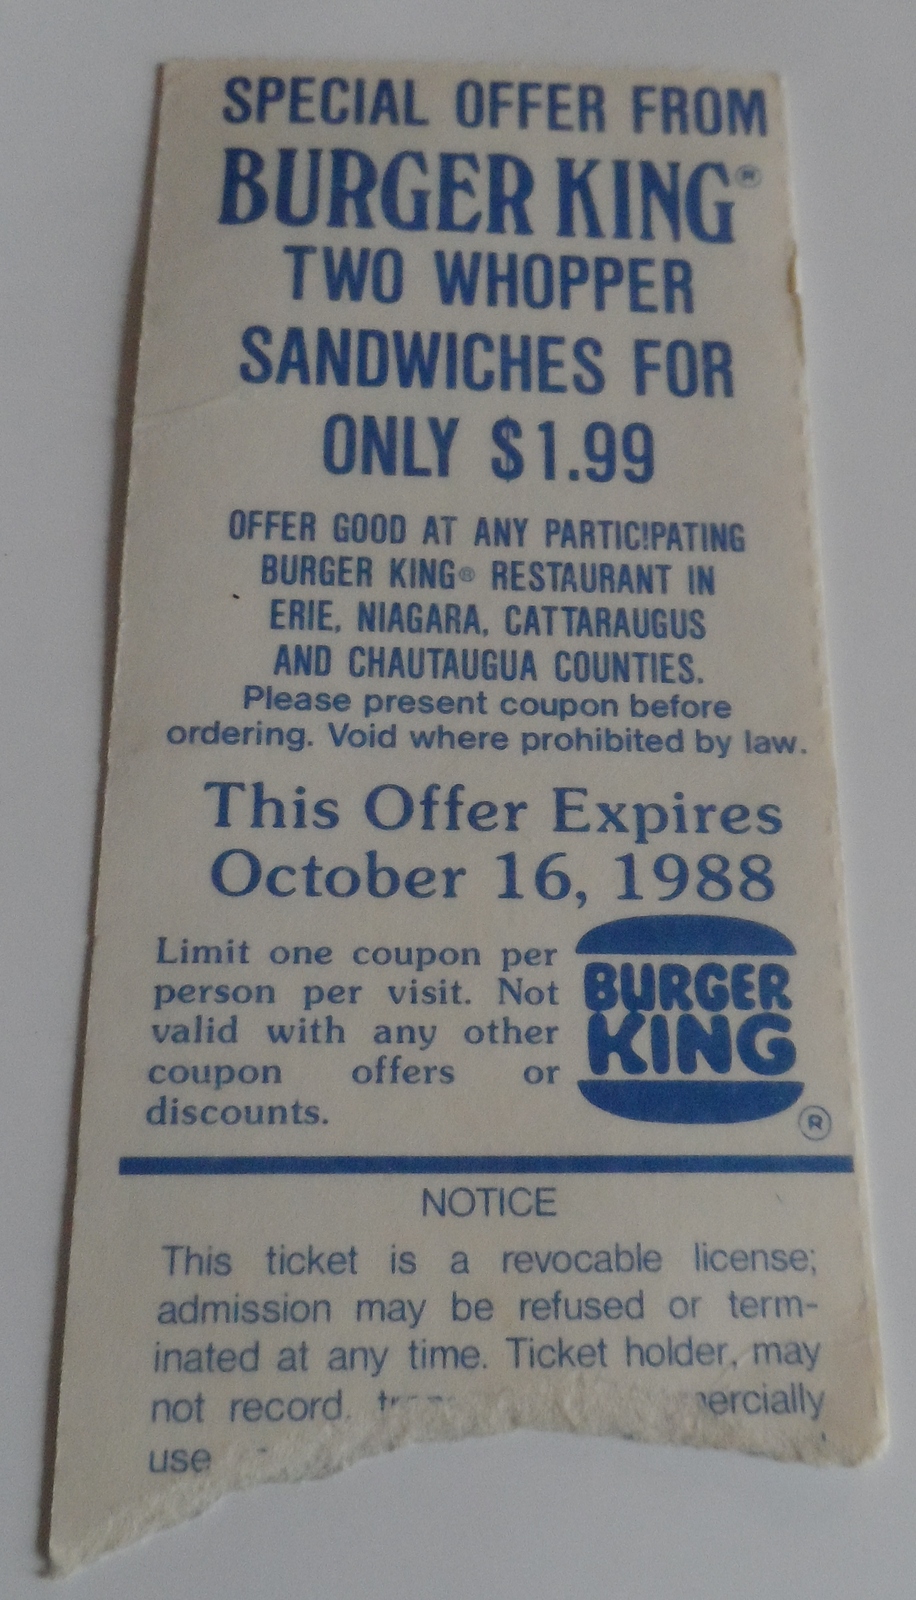 SPECIAL OFFER FROM
BURGER KING®
TWO WHOPPER
SANDWICHES FOR
ONLY $1.99
OFFER GOOD AT ANY PARTIC!PATING
BURGER KING® RESTAURANT IN
ERIE, NIAGARA, CATTARAUGUS
AND CHAUTAUGUA COUNTIES.
Please present coupon before
ordering. Void where prohibited by law.
This Offer Expires
October 16, 1988
Limit one coupon per
person per visit. Not
valid with any other
coupon offers or
discounts.
BURGER
KING
®
NOTICE
This ticket is a revocable license;
admission may be refused or term-
inated at any time. Ticket holder, may
not record,
use